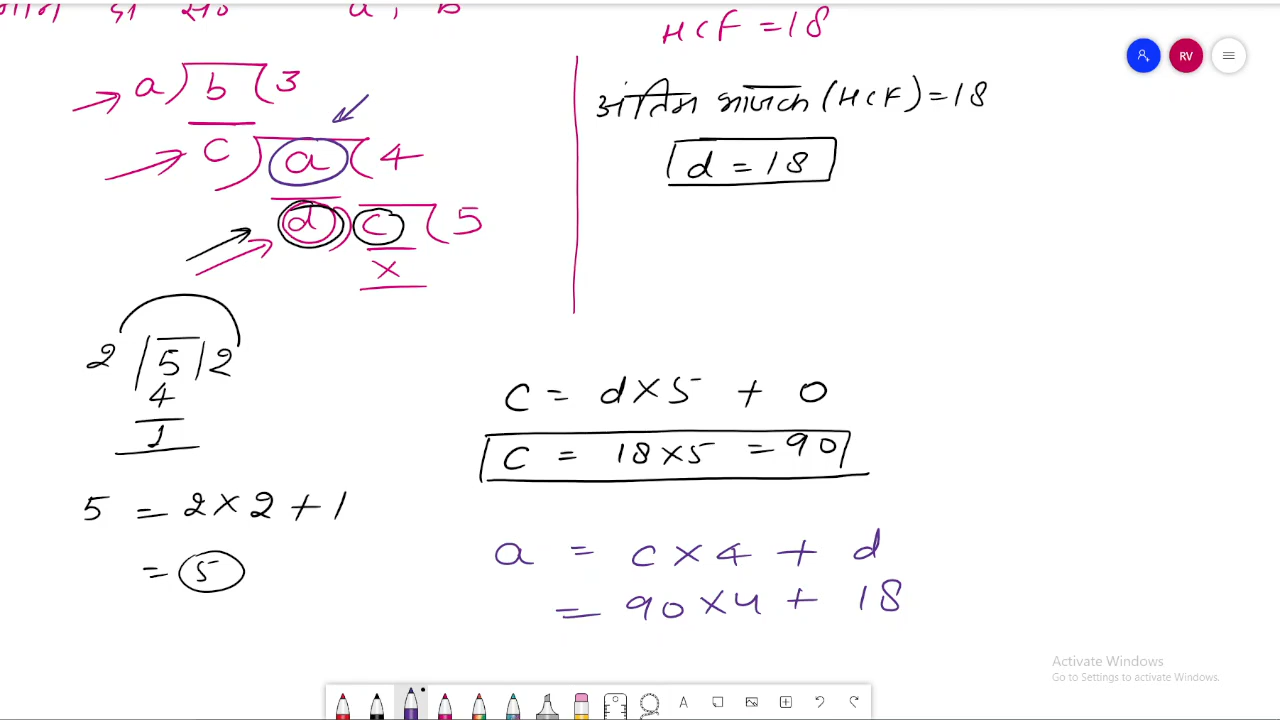 a , b
HCF = 18
RV
a ) b ( 3
अंतिम भाजक (HCF) = 18
c ) a ( 4
d = 18
d ) c ( 5
x
2 | 5 | 2
4
1
c = d x 5 + 0
c = 18 x 5 = 90
5 = 2 x 2 + 1
= 5
a = c x 4 + d
= 90 x 4 + 18
Activate Windows
Go to Settings to activate Windows.
A